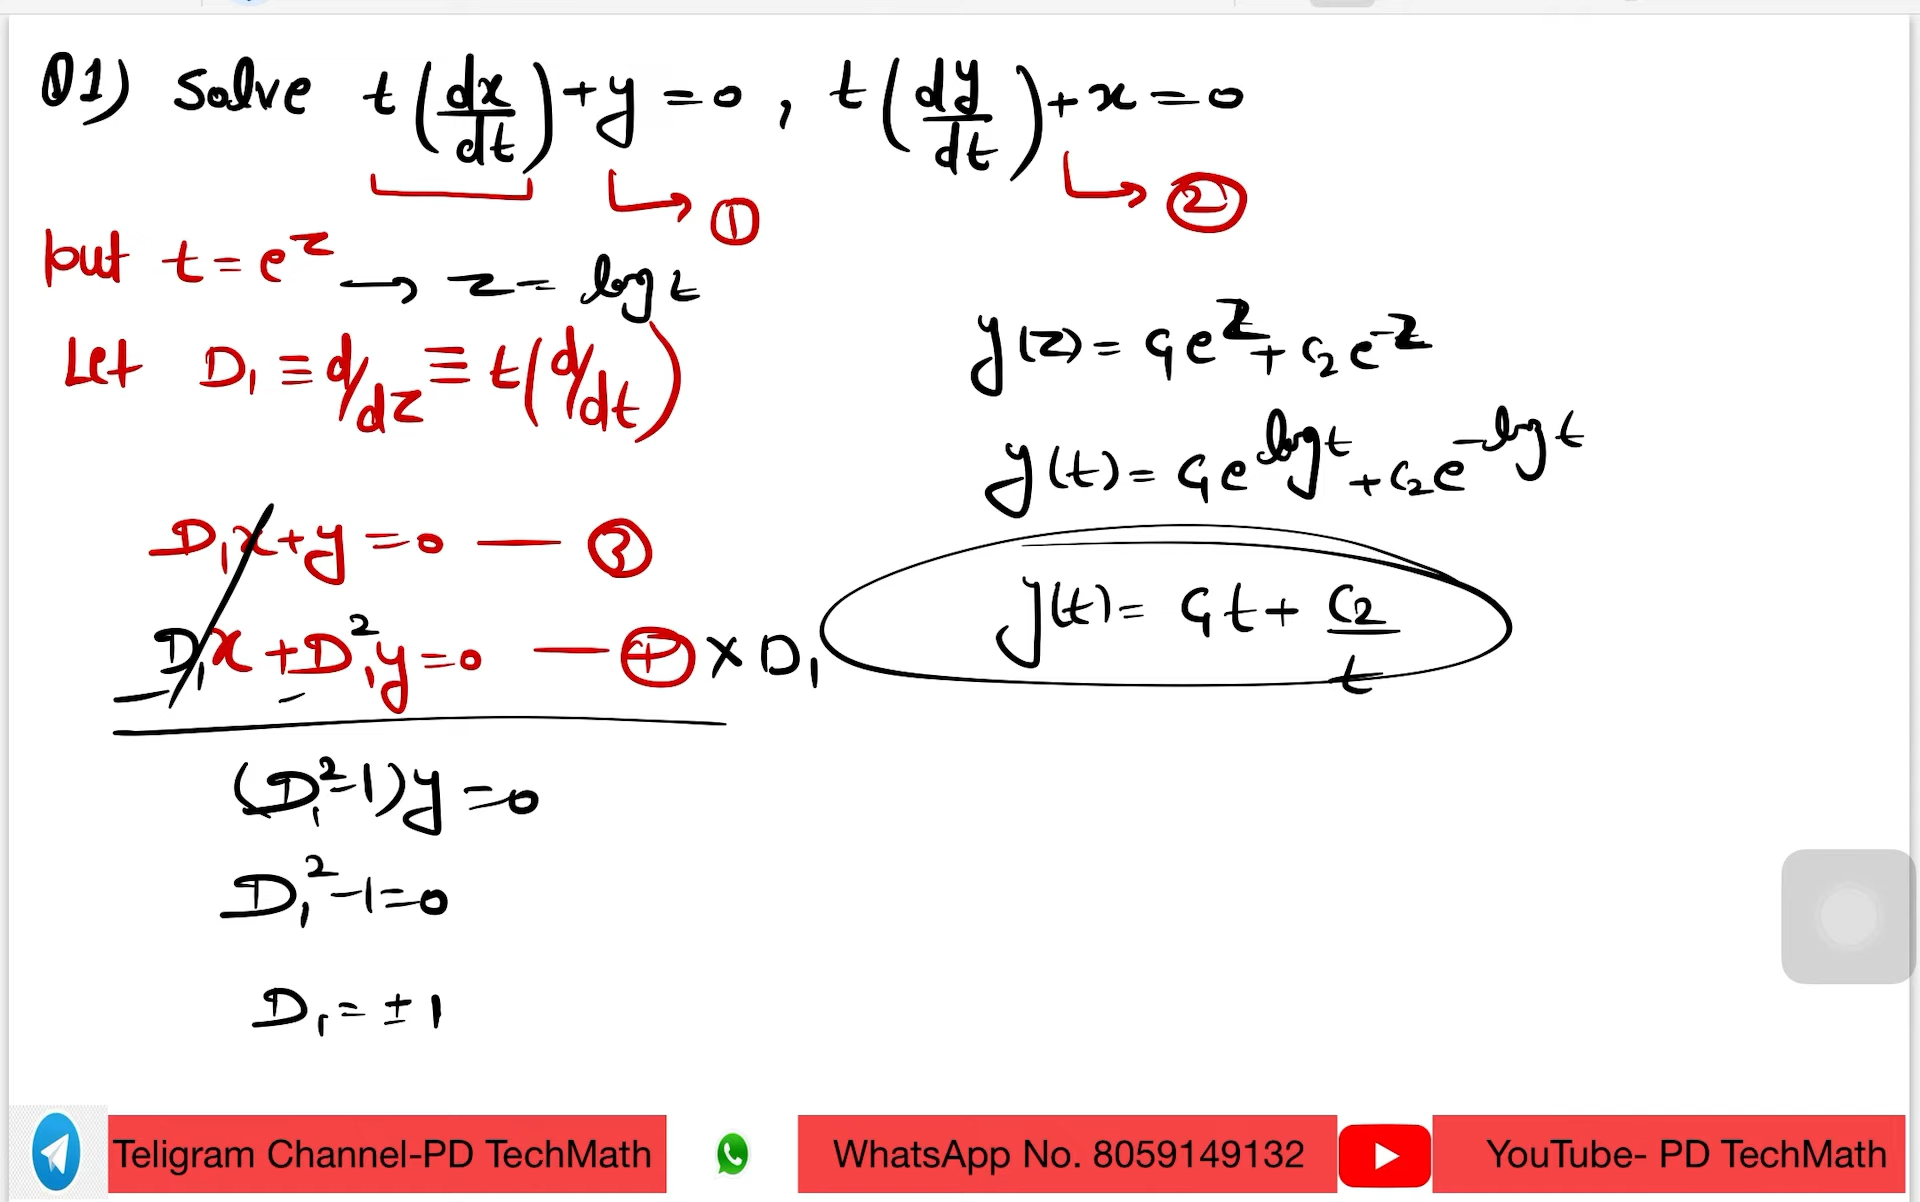 Q1) Solve t(dx/dt)+y=0, t(dy/dt)+x=0
① ②
put t=e^z → z= log t
Let D₁ ≡ d/dz ≡ t(d/dt)
D₁x+y=0 — ③
D₁x+D₁²y=0 — ④ × D₁
(D₁²-1)y=0
D₁²-1=0
D₁=±1
y(z)= C₁e^z+C₂e^-z
y(t)= C₁e^log t+C₂e^-log t
y(t)= C₁t+C₂/t
Teligram Channel-PD TechMath
WhatsApp No. 8059149132
YouTube- PD TechMath